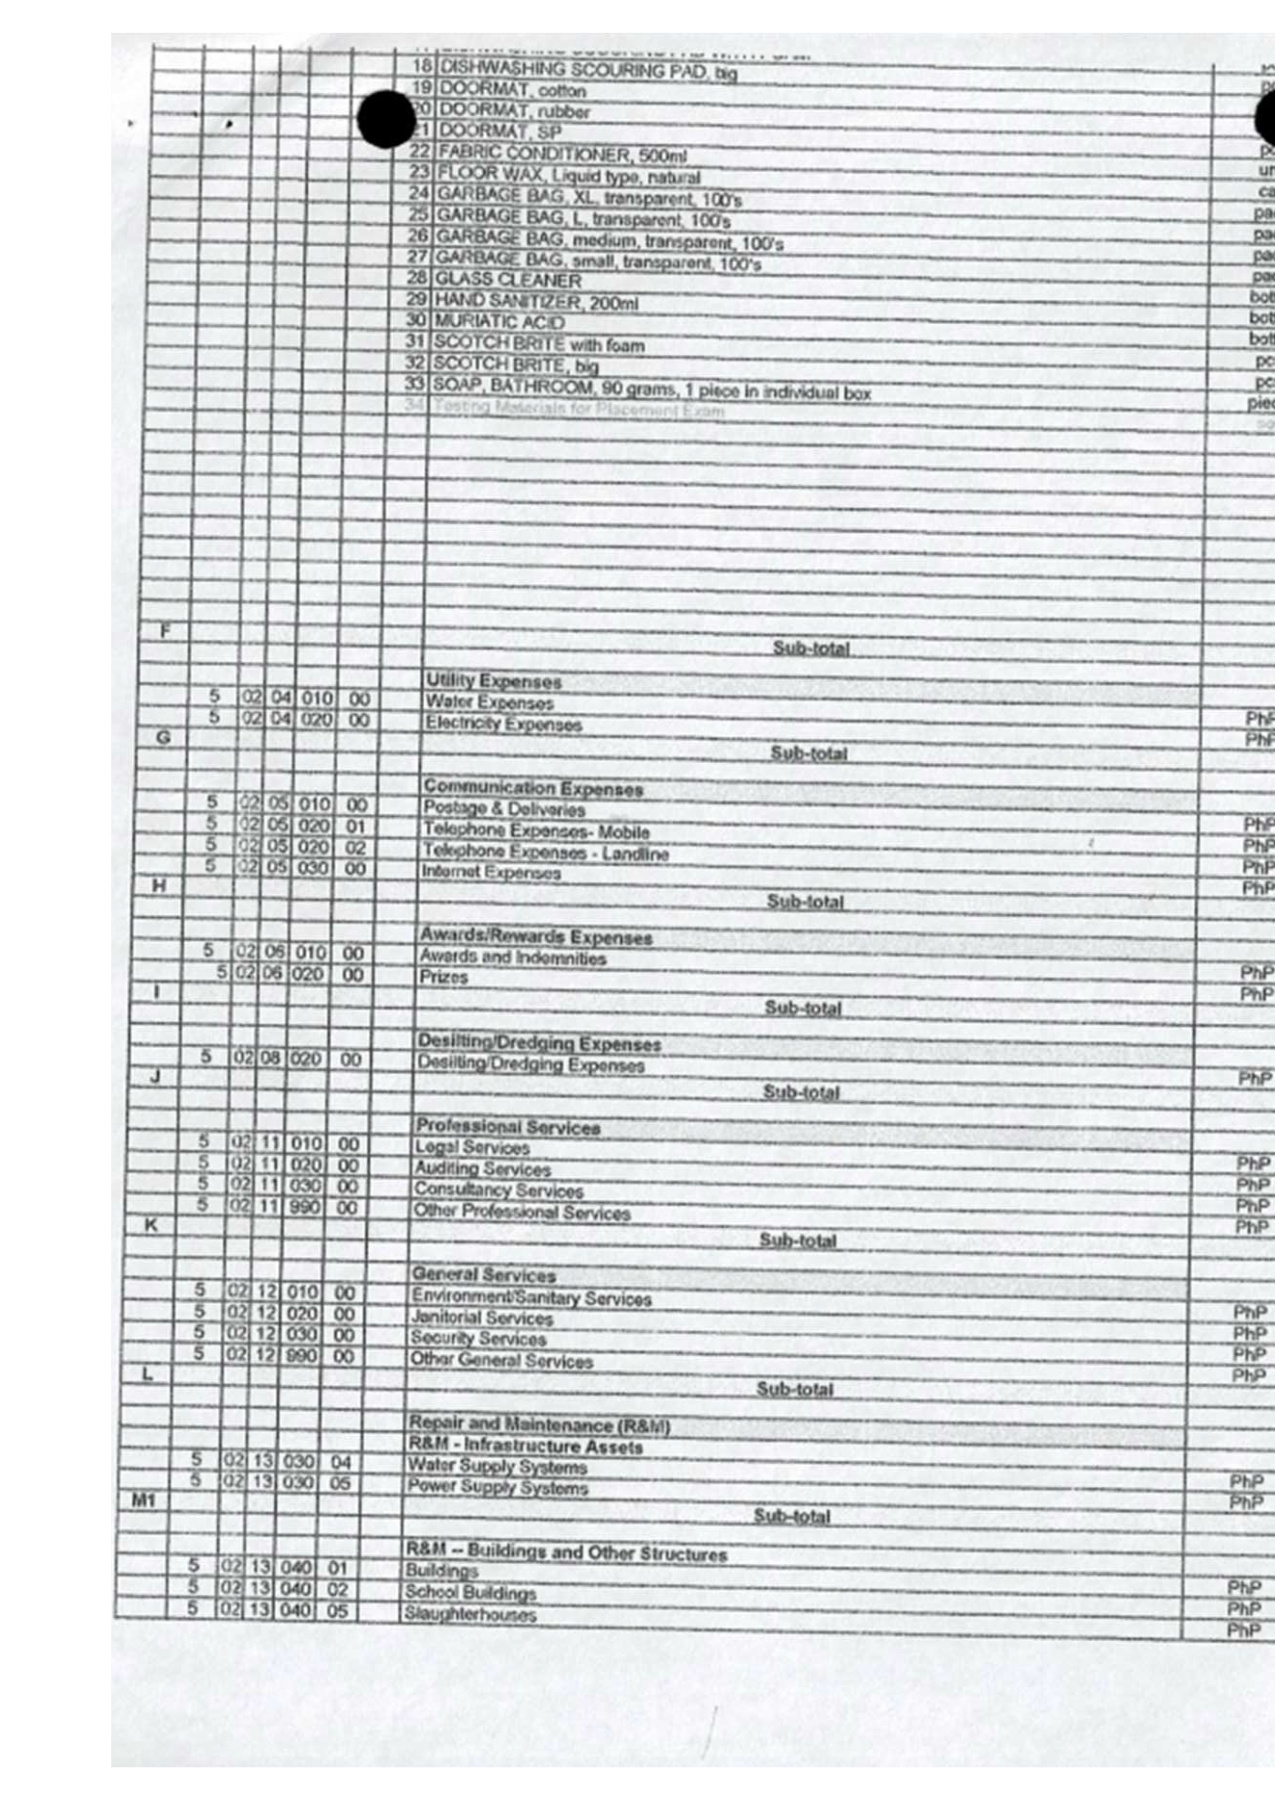 18 DISHWASHING SCOURING PAD, big
19 DOORMAT, cotton
20 DOORMAT, rubber
21 DOORMAT, SP
22 FABRIC CONDITIONER, 500ml
23 FLOOR WAX, Liquid type, natural
24 GARBAGE BAG, XL, transparent, 100's
25 GARBAGE BAG, L, transparent, 100's
26 GARBAGE BAG, medium, transparent, 100's
27 GARBAGE BAG, small, transparent, 100's
28 GLASS CLEANER
29 HAND SANITIZER, 200ml
30 MURIATIC ACID
31 SCOTCH BRITE with foam
32 SCOTCH BRITE, big
33 SOAP, BATHROOM, 90 grams, 1 piece in individual box
34 Testing Materials for Placement Exam
F Sub-total
Utility Expenses
5 02 04 010 00 Water Expenses PhP
5 02 04 020 00 Electricity Expenses PhP
G Sub-total
Communication Expenses
5 02 05 010 00 Postage & Deliveries PhP
5 02 05 020 01 Telephone Expenses- Mobile PhP
5 02 05 020 02 Telephone Expenses - Landline PhP
5 02 05 030 00 Internet Expenses PhP
H Sub-total
Awards/Rewards Expenses
5 02 06 010 00 Awards and Indemnities PhP
5 02 06 020 00 Prizes PhP
I Sub-total
Desilting/Dredging Expenses
5 02 08 020 00 Desilting/Dredging Expenses PhP
J Sub-total
Professional Services
5 02 11 010 00 Legal Services PhP
5 02 11 020 00 Auditing Services PhP
5 02 11 030 00 Consultancy Services PhP
5 02 11 990 00 Other Professional Services PhP
K Sub-total
General Services
5 02 12 010 00 Environment/Sanitary Services PhP
5 02 12 020 00 Janitorial Services PhP
5 02 12 030 00 Security Services PhP
5 02 12 990 00 Other General Services PhP
L Sub-total
Repair and Maintenance (R&M)
R&M - Infrastructure Assets
5 02 13 030 04 Water Supply Systems PhP
5 02 13 030 05 Power Supply Systems PhP
M1 Sub-total
R&M -- Buildings and Other Structures
5 02 13 040 01 Buildings PhP
5 02 13 040 02 School Buildings PhP
5 02 13 040 05 Slaughterhouses PhP